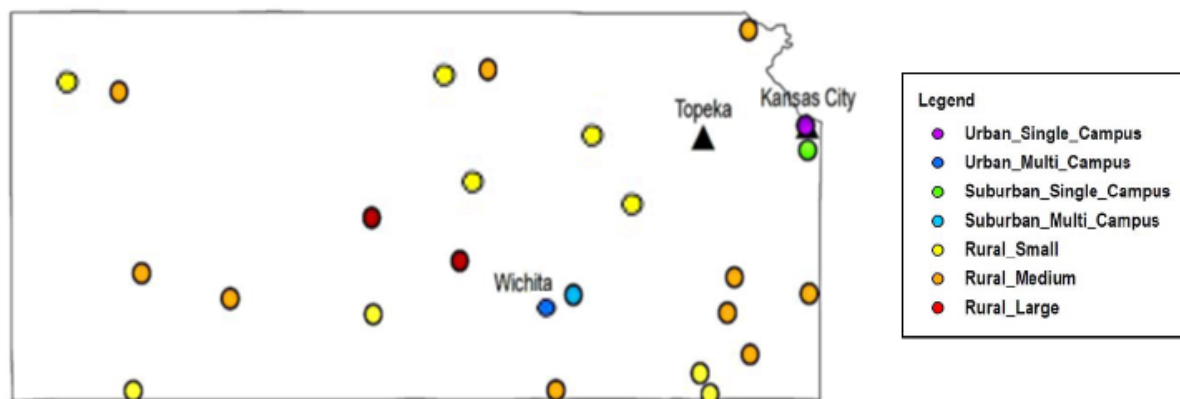 Kansas City
Topeka
Wichita
Legend
Urban_Single_Campus
Urban_Multi_Campus
Suburban_Single_Campus
Suburban_Multi_Campus
Rural_Small
Rural_Medium
Rural_Large